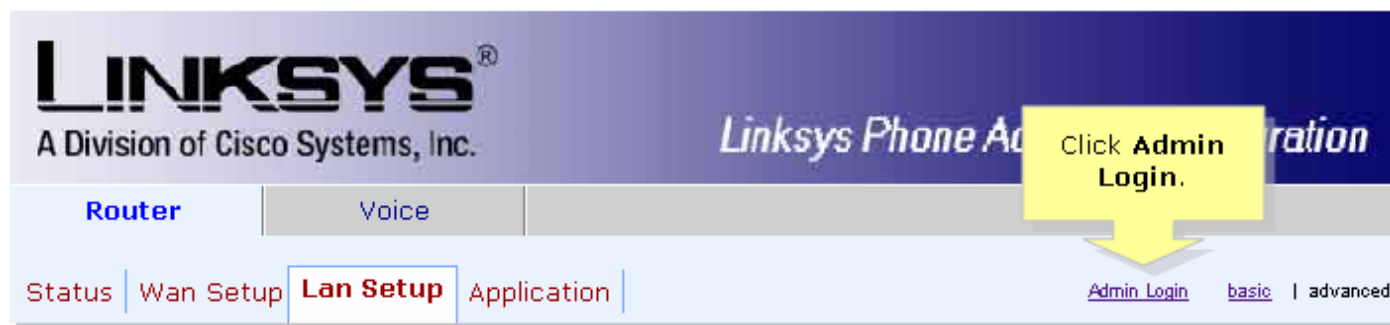 LINKSYS®
A Division of Cisco Systems, Inc.
Linksys Phone Ad ration
Click Admin
Login.
Router Voice
Status Wan Setup Lan Setup Application Admin Login basic | advanced